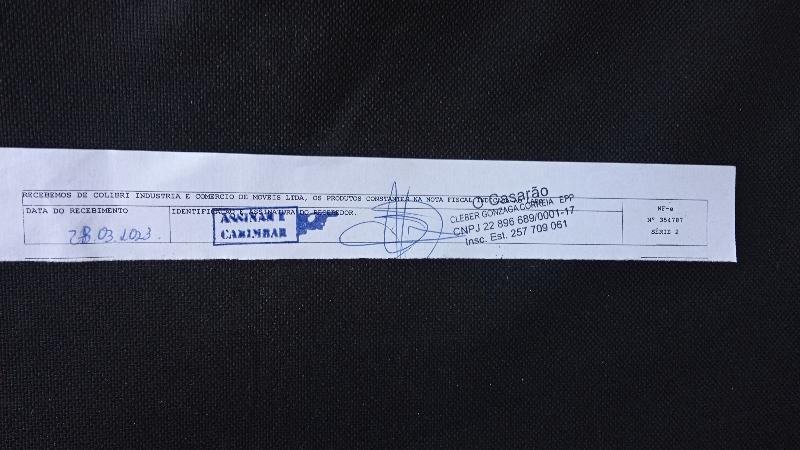 RECEBEMOS DE COLIBRI INDUSTRIA E COMERCIO DE MOVEIS LTDA, OS PRODUTOS CONSTANTES NA NOTA FISCAL
DATA DO RECEBIMENTO
28.03.2023.
IDENTIFICAÇÃO E ASSINATURA DO RECEBEDOR.
ASSINAR E
CARIMBAR
O Casarão
CLEBER GONZAGA CORREIA EPP
CNPJ 22 896 689/0001-17
Insc. Est. 257 709 061
NF-e
Nº 354787
SÉRIE 2